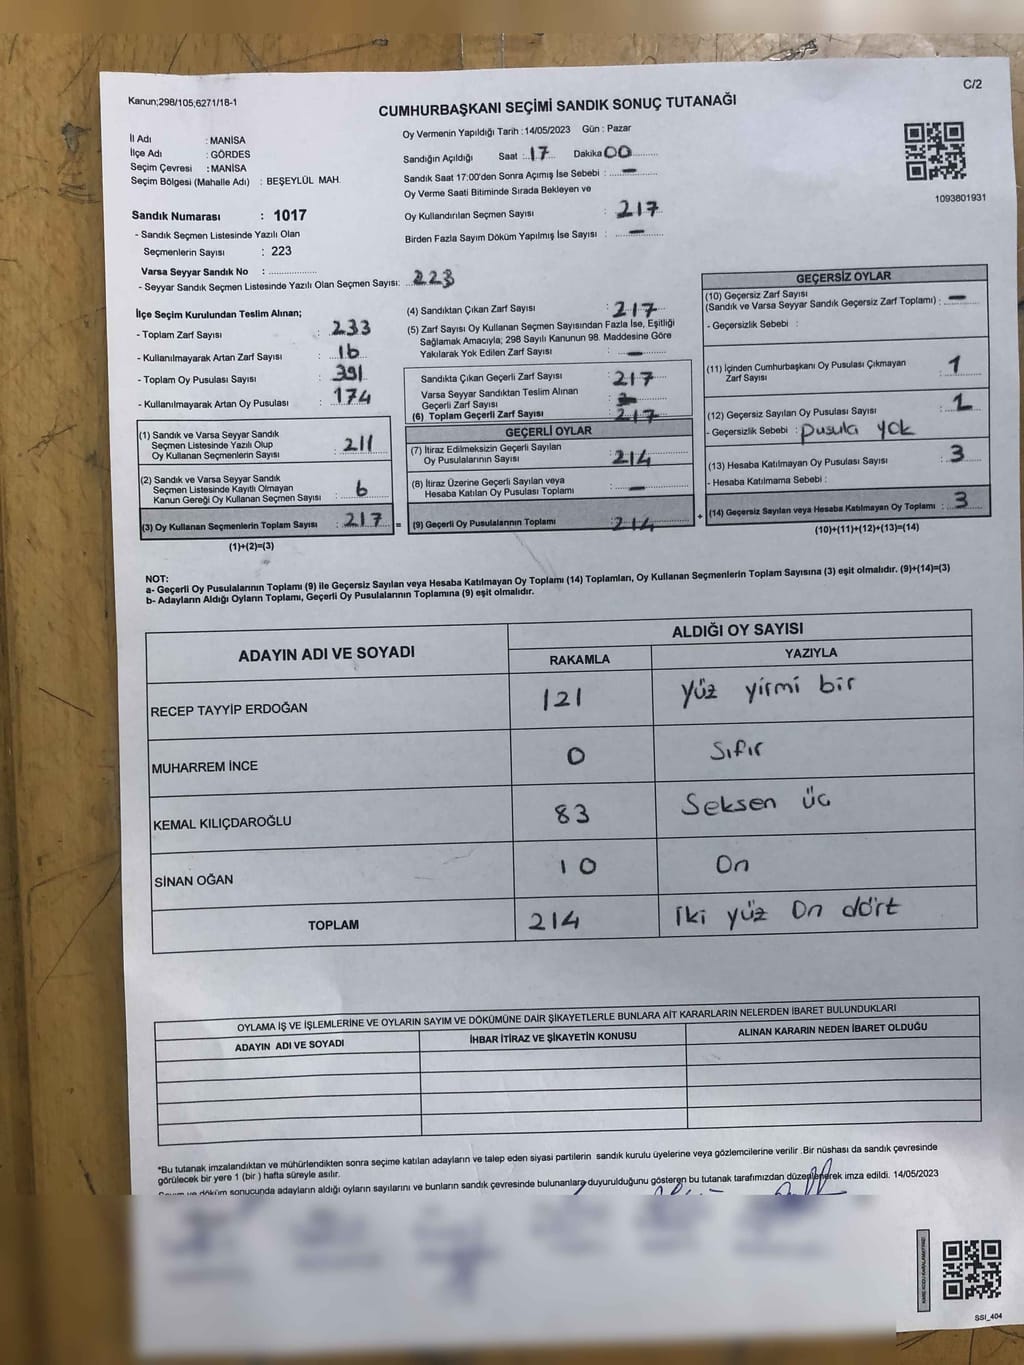 Kanun;298/105;6271/18-1
C/2
CUMHURBAŞKANI SEÇİMİ SANDIK SONUÇ TUTANAĞI
İl Adı : MANİSA
İlçe Adı : GÖRDES
Seçim Çevresi : MANİSA
Seçim Bölgesi (Mahalle Adı) : BEŞEYLÜL MAH.
Oy Vermenin Yapıldığı Tarih : 14/05/2023 Gün : Pazar
Sandığın Açıldığı Saat : 17 Dakika 00
Sandık Saat 17:00'den Sonra Açımış İse Sebebi : —
Oy Verme Saati Bitiminde Sırada Bekleyen ve
Oy Kullandırılan Seçmen Sayısı : 217
Birden Fazla Sayım Döküm Yapılmış İse Sayısı : —
1093801931
Sandık Numarası : 1017
- Sandık Seçmen Listesinde Yazılı Olan
Seçmenlerin Sayısı : 223
Varsa Seyyar Sandık No : ................
- Seyyar Sandık Seçmen Listesinde Yazılı Olan Seçmen Sayısı: 223
İlçe Seçim Kurulundan Teslim Alınan;
- Toplam Zarf Sayısı : 233
- Kullanılmayarak Artan Zarf Sayısı : 16
- Toplam Oy Pusulası Sayısı : 391
- Kullanılmayarak Artan Oy Pusulası : 174
(1) Sandık ve Varsa Seyyar Sandık
Seçmen Listesinde Yazılı Olup
Oy Kullanan Seçmenlerin Sayısı : 211
(2) Sandık ve Varsa Seyyar Sandık
Seçmen Listesinde Kayıtlı Olmayan
Kanun Gereği Oy Kullanan Seçmen Sayısı : 6
(3) Oy Kullanan Seçmenlerin Toplam Sayısı : 217 =
(1)+(2)=(3)
(4) Sandıktan Çıkan Zarf Sayısı : 217
(5) Zarf Sayısı Oy Kullanan Seçmen Sayısından Fazla İse, Eşitliği
Sağlamak Amacıyla; 298 Sayılı Kanunun 98. Maddesine Göre
Yakılarak Yok Edilen Zarf Sayısı : —
Sandıkta Çıkan Geçerli Zarf Sayısı : 217
Varsa Seyyar Sandıktan Teslim Alınan
Geçerli Zarf Sayısı :
(6) Toplam Geçerli Zarf Sayısı : 217
GEÇERLİ OYLAR
(7) İtiraz Edilmeksizin Geçerli Sayılan
Oy Pusulalarının Sayısı : 214
(8) İtiraz Üzerine Geçerli Sayılan veya
Hesaba Katılan Oy Pusulası Toplamı : —
(9) Geçerli Oy Pusulalarının Toplamı : 214 +
GEÇERSİZ OYLAR
(10) Geçersiz Zarf Sayısı
(Sandık ve Varsa Seyyar Sandık Geçersiz Zarf Toplamı) : —
- Geçersizlik Sebebi :
(11) İçinden Cumhurbaşkanı Oy Pusulası Çıkmayan
Zarf Sayısı : 1
(12) Geçersiz Sayılan Oy Pusulası Sayısı :
- Geçersizlik Sebebi : pusula yok
(13) Hesaba Katılmayan Oy Pusulası Sayısı : 3
- Hesaba Katılmama Sebebi :
(14) Geçersiz Sayılan veya Hesaba Katılmayan Oy Toplamı : 3
(10)+(11)+(12)+(13)=(14)
NOT:
a- Geçerli Oy Pusulalarının Toplamı (9) ile Geçersiz Sayılan veya Hesaba Katılmayan Oy Toplamı (14) Toplamları, Oy Kullanan Seçmenlerin Toplam Sayısına (3) eşit olmalıdır. (9)+(14)=(3)
b- Adayların Aldığı Oyların Toplamı, Geçerli Oy Pusulalarının Toplamına (9) eşit olmalıdır.
ADAYIN ADI VE SOYADI
ALDIĞI OY SAYISI
RAKAMLA YAZIYLA
RECEP TAYYİP ERDOĞAN 121 yüz yirmi bir
MUHARREM İNCE 0 Sıfır
KEMAL KILIÇDAROĞLU 83 Seksen üç
SİNAN OĞAN 10 On
TOPLAM 214 İki yüz On dört
OYLAMA İŞ VE İŞLEMLERİNE VE OYLARIN SAYIM VE DÖKÜMÜNE DAİR ŞİKAYETLERLE BUNLARA AİT KARARLARIN NELERDEN İBARET BULUNDUKLARI
ADAYIN ADI VE SOYADI İHBAR İTİRAZ VE ŞİKAYETİN KONUSU ALINAN KARARIN NEDEN İBARET OLDUĞU
*Bu tutanak imzalandıktan ve mühürlendikten sonra seçime katılan adayların ve talep eden siyasi partilerin sandık kurulu üyelerine veya gözlemcilerine verilir .Bir nüshası da sandık çevresinde
görülecek bir yere 1 (bir ) hafta süreyle asılır.
döküm sonucunda adayların aldığı oyların sayılarını ve bunların sandık çevresinde bulunanlara duyurulduğunu gösteren bu tutanak tarafımızdan düzenlenerek imza edildi. 14/05/2023
SSI_404